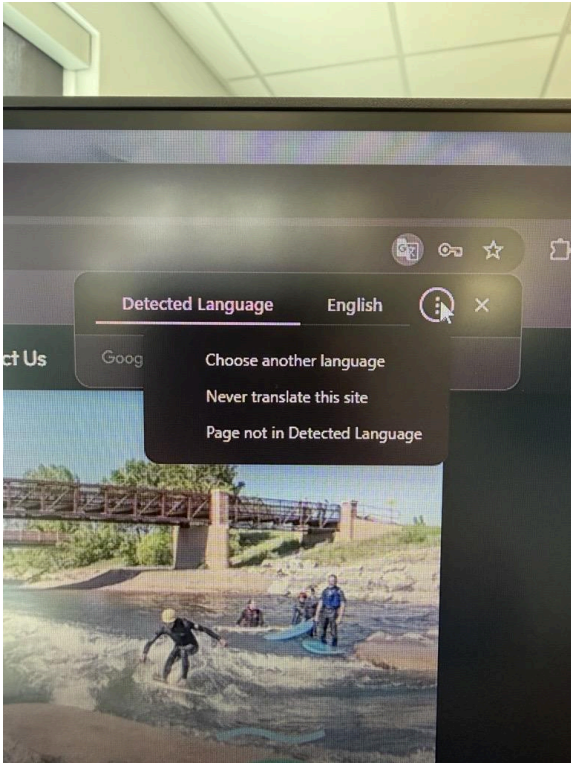 Detected Language English
ct Us
Goog
Choose another language
Never translate this site
Page not in Detected Language